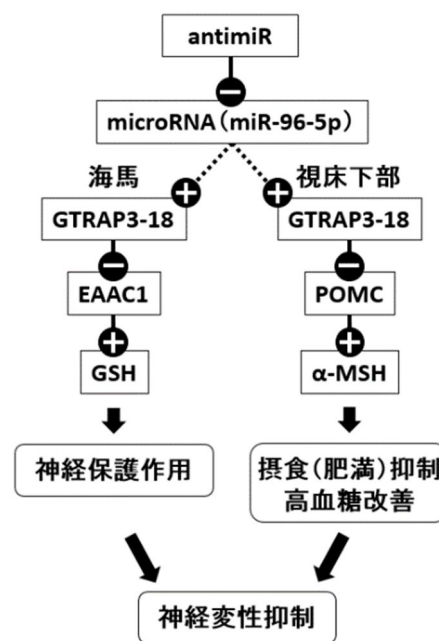 antimiR
−
microRNA(miR-96-5p)
海馬
視床下部
+
+
GTRAP3-18
GTRAP3-18
−
−
EAAC1
POMC
+
+
GSH
α-MSH
神経保護作用
摂食(肥満)抑制
高血糖改善
神経変性抑制